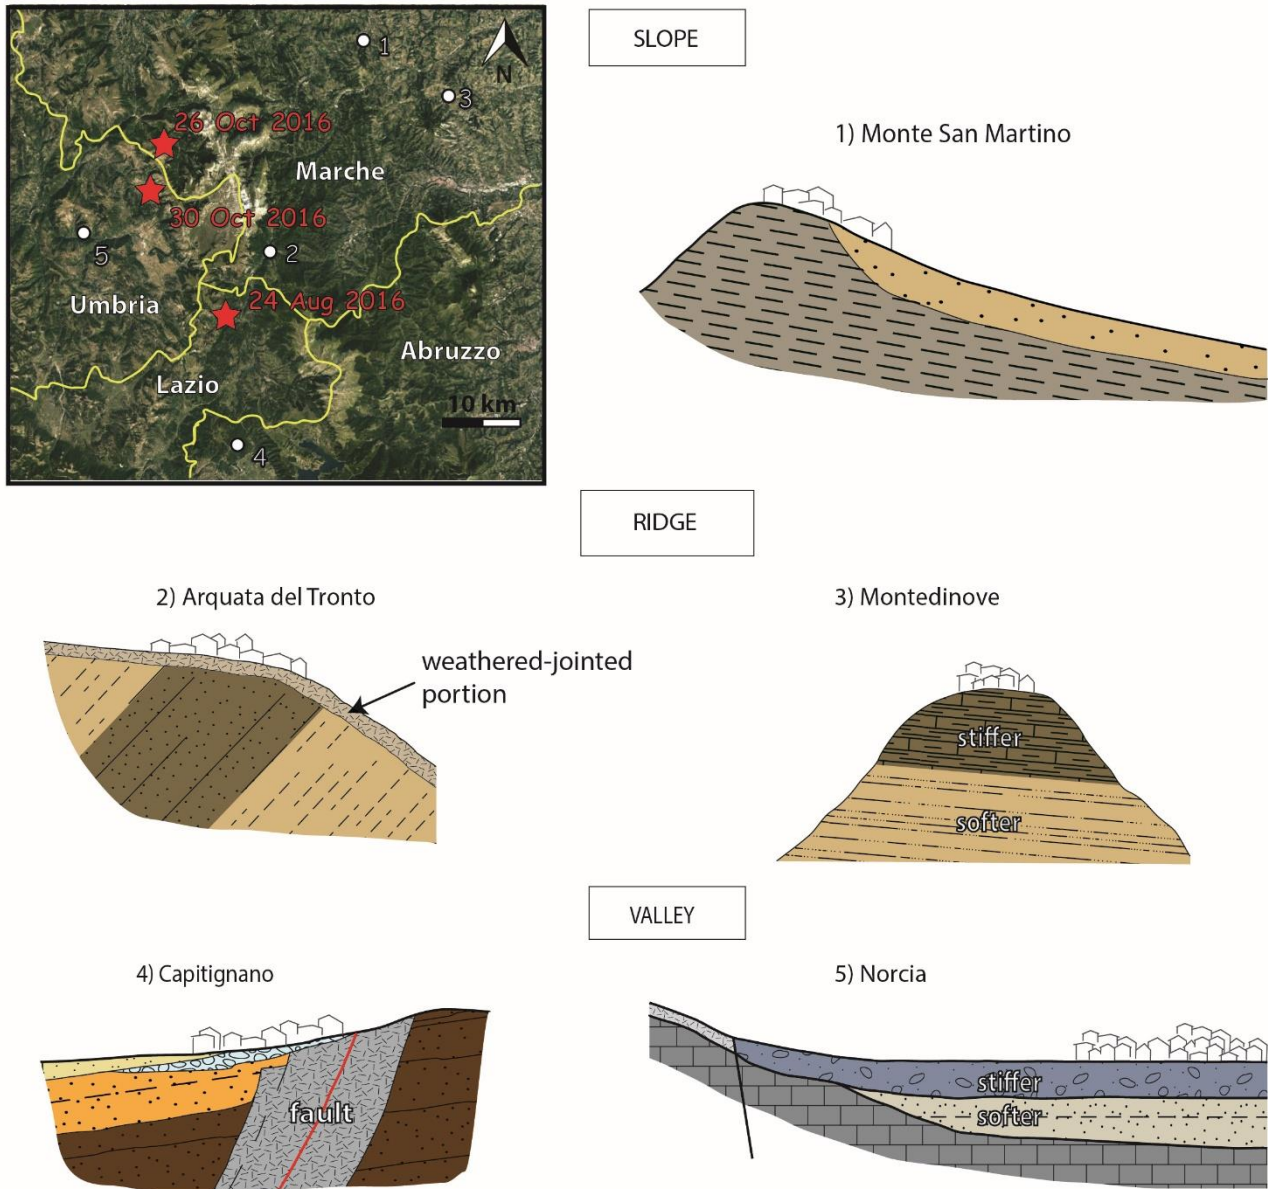 SLOPE
1
N
3
26 Oct 2016
1) Monte San Martino
Marche
30 Oct 2016
5
2
Umbria
24 Aug 2016
Abruzzo
Lazio
10 km
4
RIDGE
2) Arquata del Tronto
3) Montedinove
weathered-jointed
portion
stiffer
softer
VALLEY
4) Capitignano
5) Norcia
fault
stiffer
softer